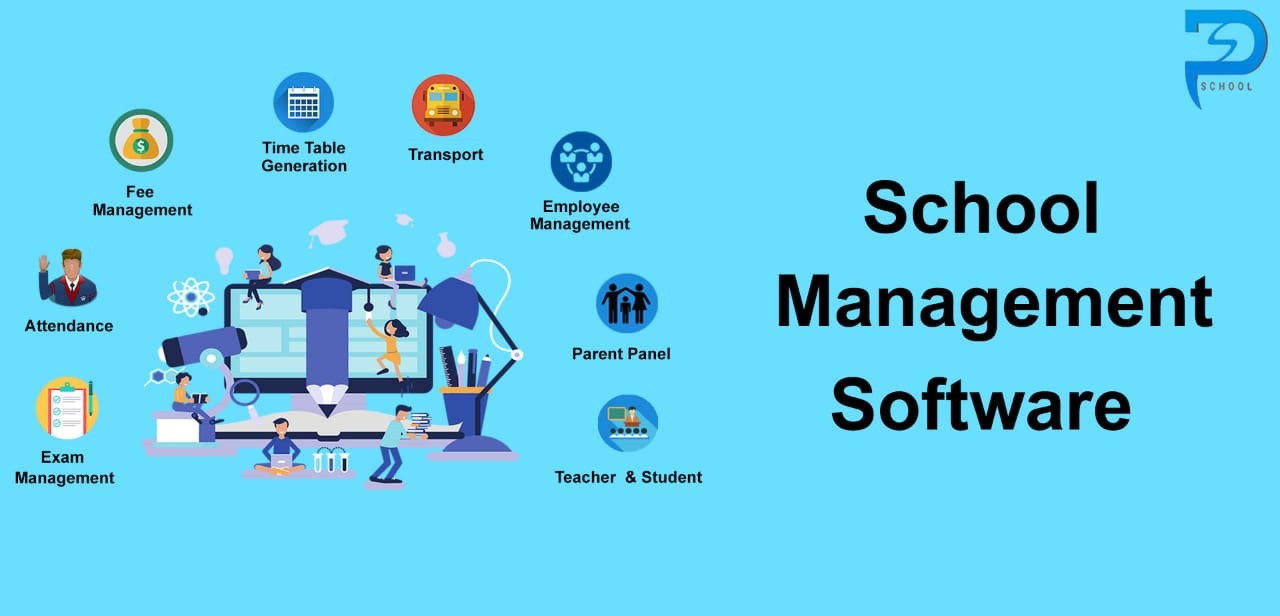 SCHOOL
Time Table
Generation
Transport
Fee
Management
Employee
Management
Attendance
Parent Panel
Exam
Management
Teacher & Student
School
Management
Software